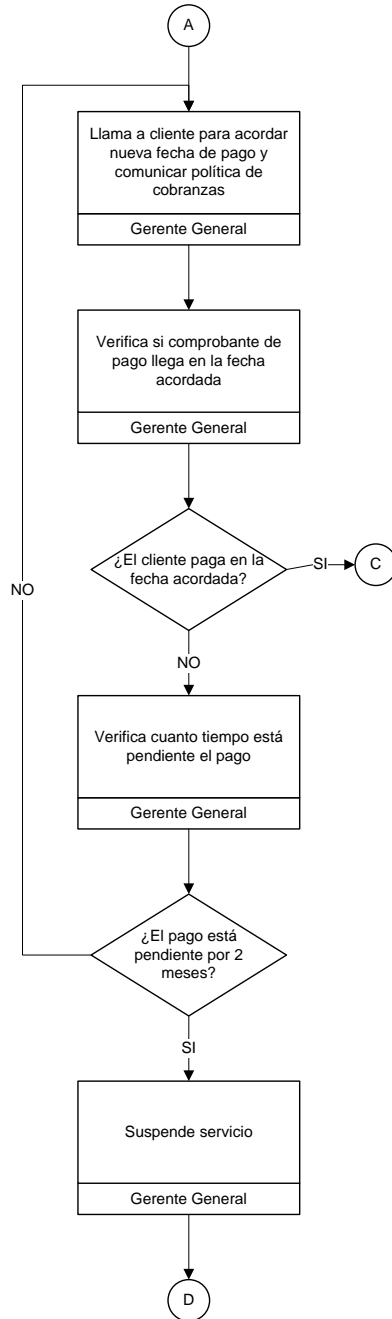 A
Llama a cliente para acordar
nueva fecha de pago y
comunicar política de
cobranzas
Gerente General
Verifica si comprobante de
pago llega en la fecha
acordada
Gerente General
¿El cliente paga en la
fecha acordada?
SI
C
NO
NO
Verifica cuanto tiempo está
pendiente el pago
Gerente General
¿El pago está
pendiente por 2
meses?
SI
Suspende servicio
Gerente General
D